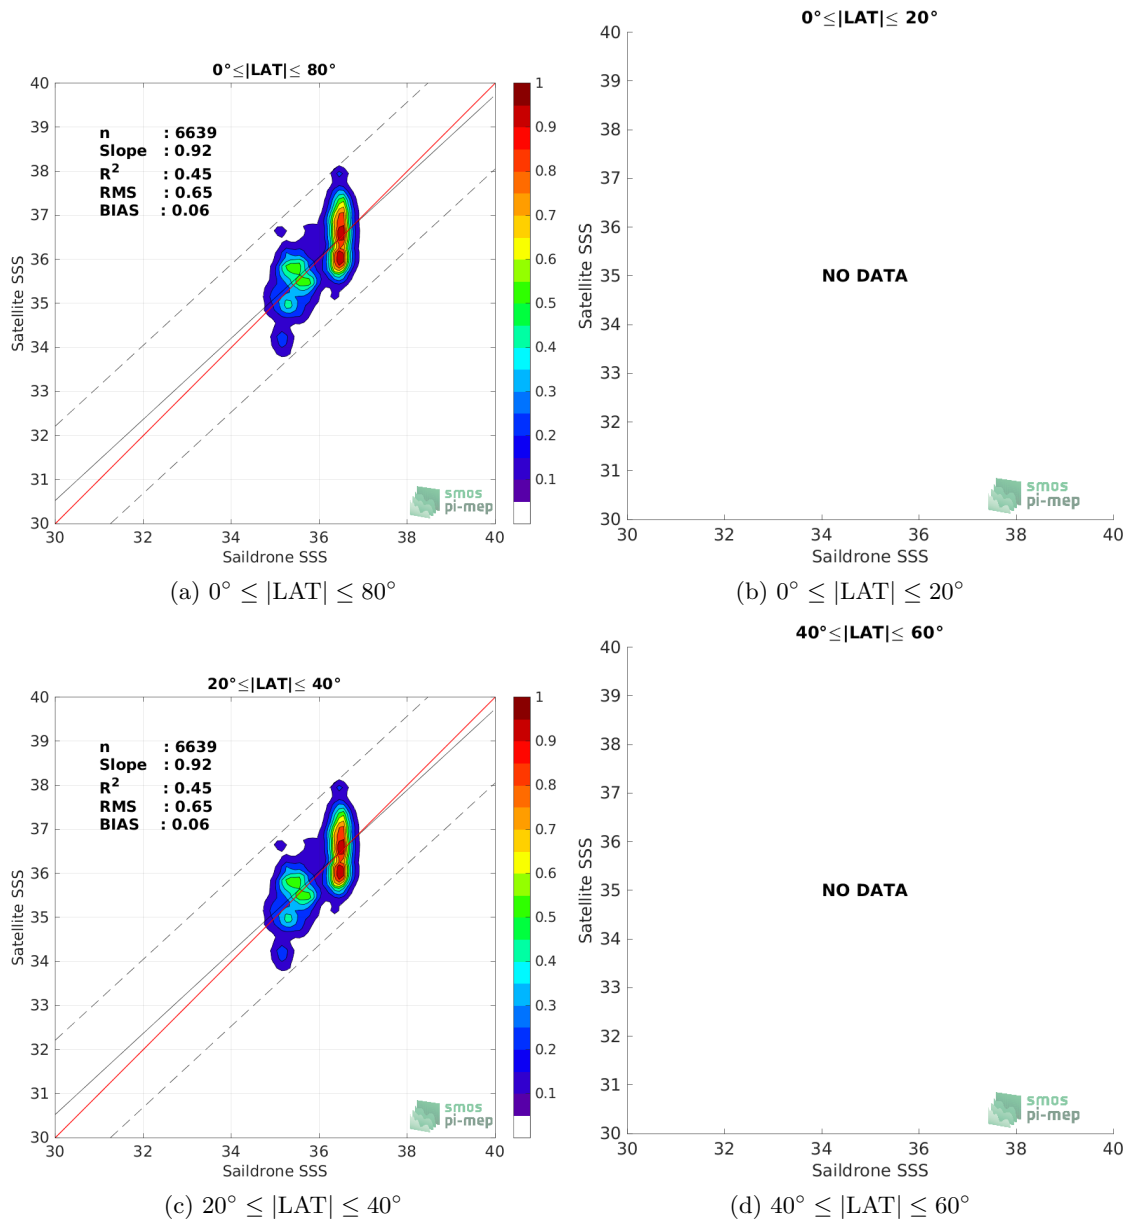 0°≤|LAT|≤ 80°
40
39
38
37
36
35
34
33
32
31
30
Satellite SSS
n : 6639
Slope : 0.92
R² : 0.45
RMS : 0.65
BIAS : 0.06
smos
pi-mep
30 32 34 36 38 40
Saildrone SSS
1
0.9
0.8
0.7
0.6
0.5
0.4
0.3
0.2
0.1
(a) 0° ≤ |LAT| ≤ 80°
0°≤|LAT|≤ 20°
40
39
38
37
36
35
34
33
32
31
30
Satellite SSS
NO DATA
smos
pi-mep
30 32 34 36 38 40
Saildrone SSS
(b) 0° ≤ |LAT| ≤ 20°
20°≤|LAT|≤ 40°
40
39
38
37
36
35
34
33
32
31
30
Satellite SSS
n : 6639
Slope : 0.92
R² : 0.45
RMS : 0.65
BIAS : 0.06
smos
pi-mep
30 32 34 36 38 40
Saildrone SSS
1
0.9
0.8
0.7
0.6
0.5
0.4
0.3
0.2
0.1
(c) 20° ≤ |LAT| ≤ 40°
40°≤|LAT|≤ 60°
40
39
38
37
36
35
34
33
32
31
30
Satellite SSS
NO DATA
smos
pi-mep
30 32 34 36 38 40
Saildrone SSS
(d) 40° ≤ |LAT| ≤ 60°